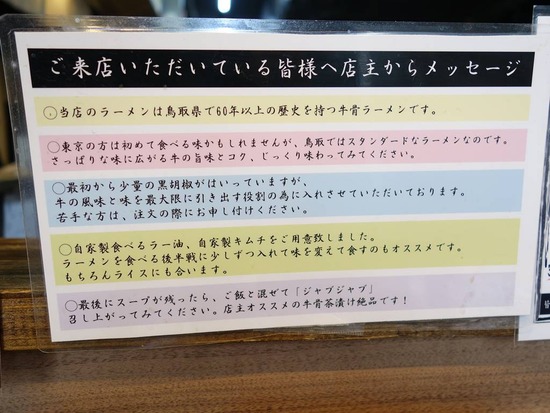 ご来店いただいている皆様へ店主からメッセージ
○当店のラーメンは鳥取県で60年以上の歴史を持つ牛骨ラーメンです。
○東京の方は初めて食べる味かもしれませんが、鳥取ではスタンダードなラーメンなのです。
さっぱりな味に広がる牛の旨味とコク、じっくり味わってみてください。
○最初から少量の黒胡椒がはいっていますが、
牛の風味と味を最大限に引き出す役割の為に入れさせていただいております。
苦手な方は、注文の際にお申し付けください。
○自家製食べるラー油、自家製キムチをご用意致しました。
ラーメンを食べる後半戦に少しずつ入れて味を変えて食すのもオススメです。
もちろんライスにも合います。
○最後にスープが残ったら、ご飯と混ぜて「ジャブジャブ」
召し上がってみてください。店主オススメの牛骨茶漬け絶品です！